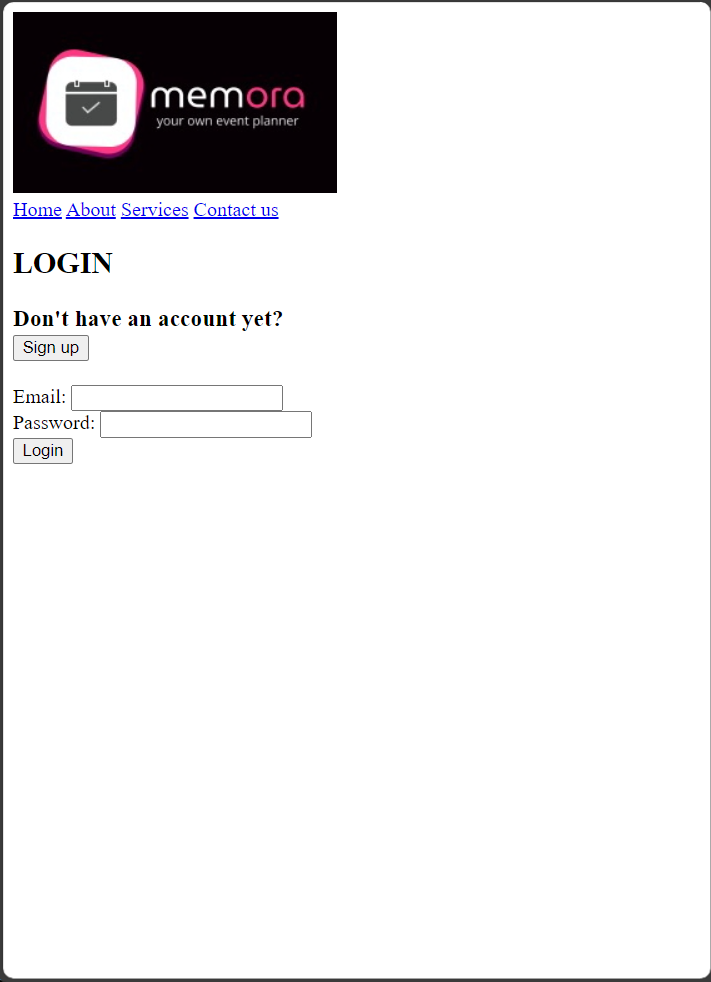 memora
your own event planner
Home About Services Contact us
LOGIN
Don't have an account yet?
Sign up
Email:
Password:
Login